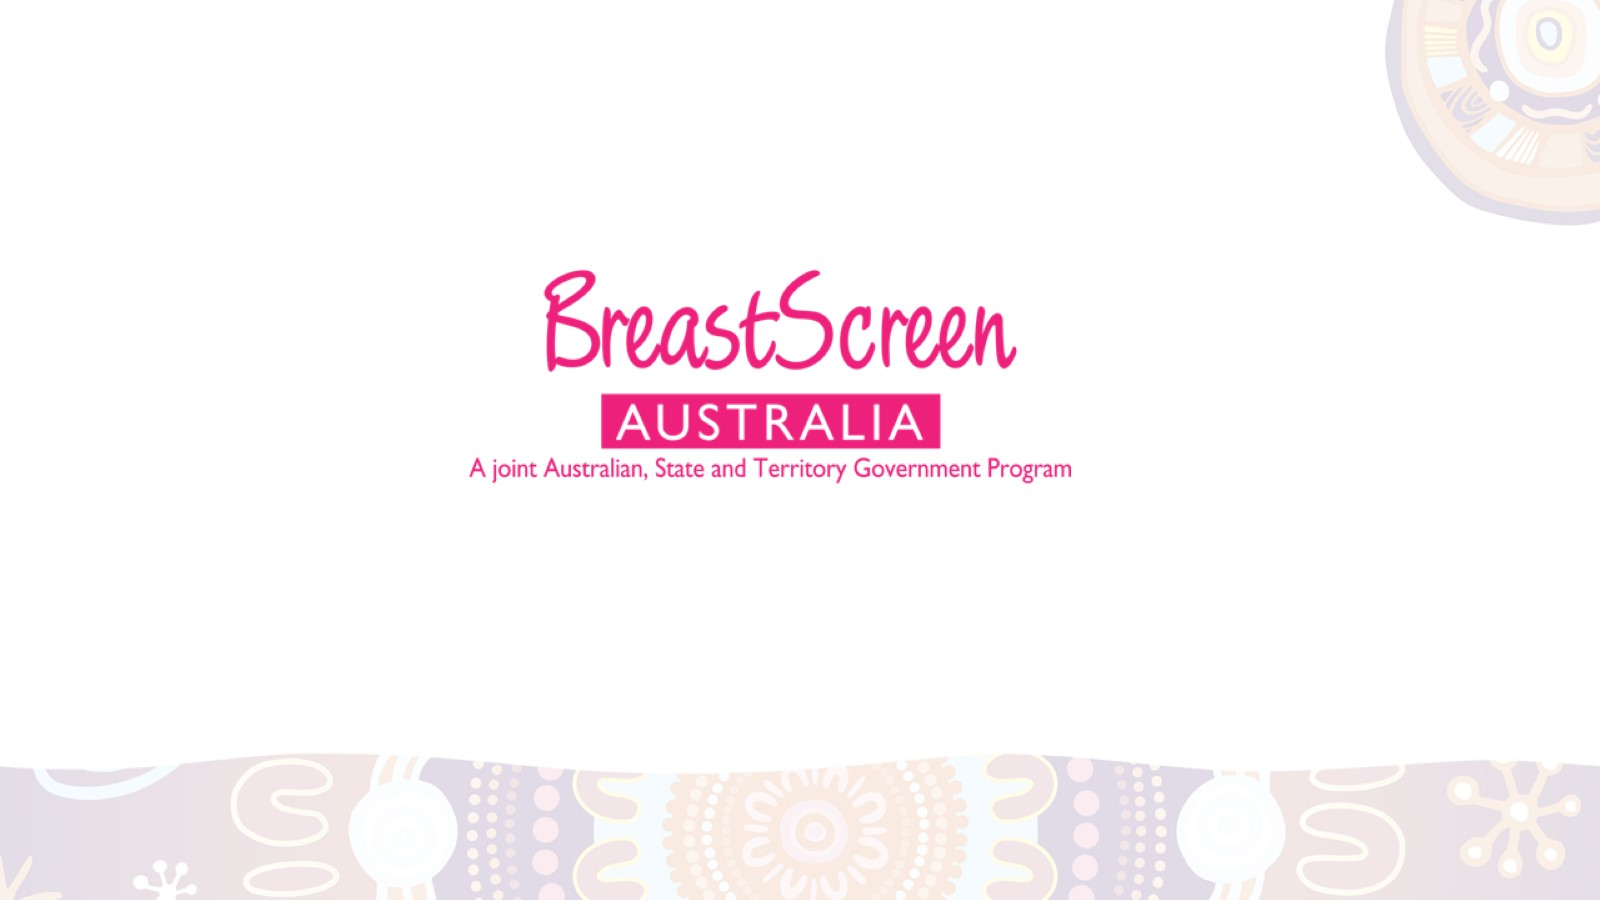 BreastScreen
AUSTRALIA
A joint Australian, State and Territory Government Program